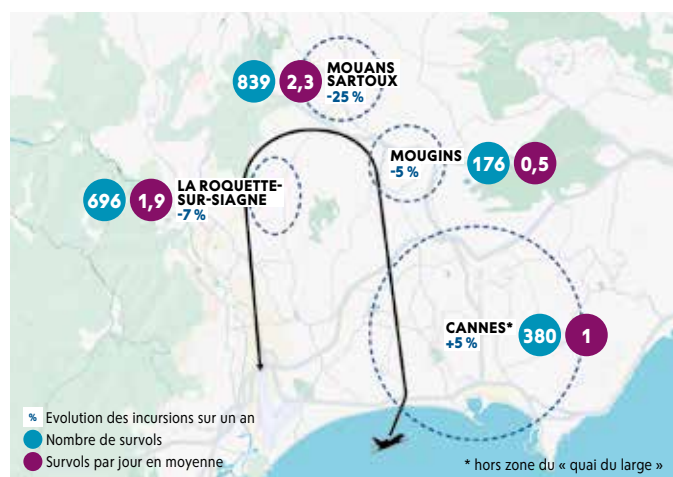 839 2,3 MOUANS
SARTOUX
-25 %
MOUGINS 176 0,5
-5 %
696 1,9 LA ROQUETTE-
SUR-SIAGNE
-7 %
CANNES* 380 1
+5 %
% Evolution des incursions sur un an
Nombre de survols
Survols par jour en moyenne
* hors zone du « quai du large »